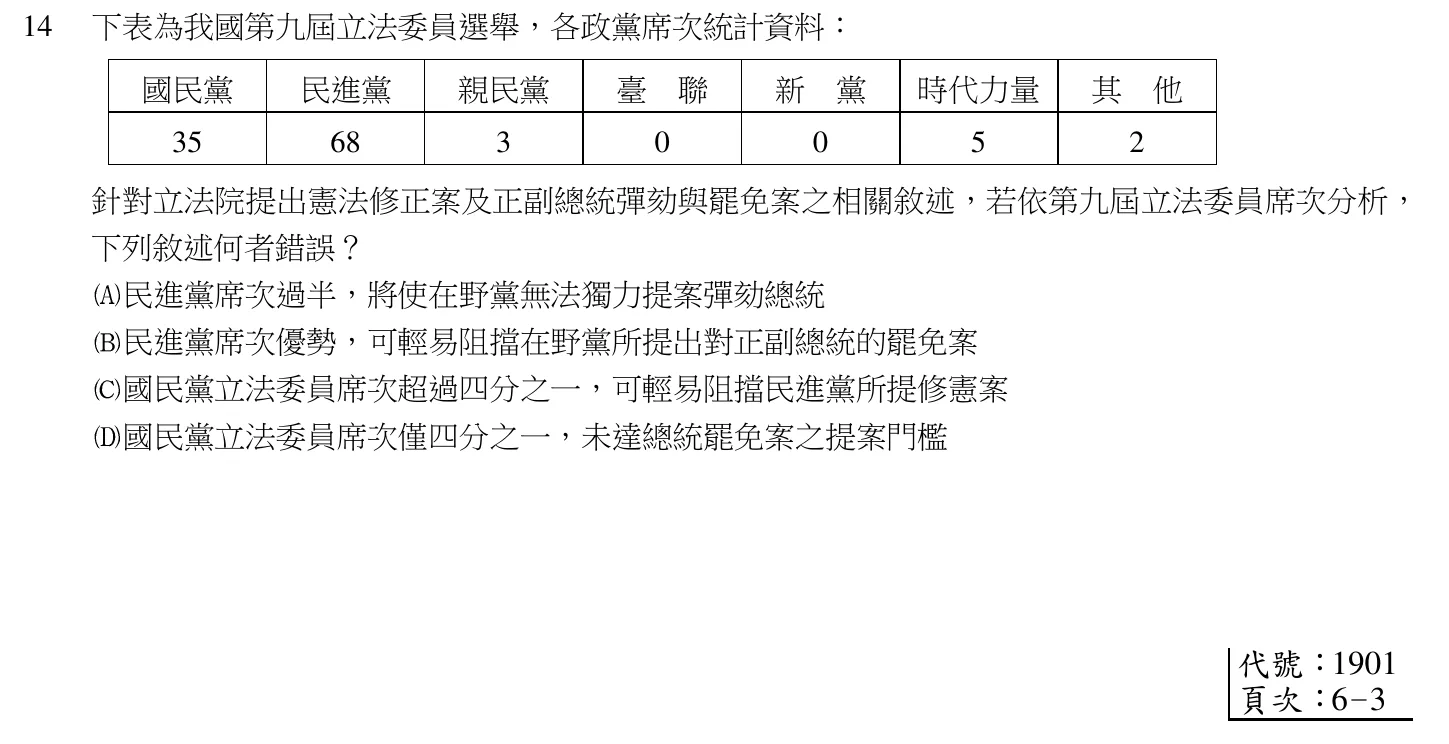 14 下表為我國第九屆立法委員選舉，各政黨席次統計資料：
國民黨 民進黨 親民黨 臺 聯 新 黨 時代力量 其 他
35 68 3 0 0 5 2
針對立法院提出憲法修正案及正副總統彈劾與罷免案之相關敘述，若依第九屆立法委員席次分析，
下列敘述何者錯誤？
(A)民進黨席次過半，將使在野黨無法獨力提案彈劾總統
(B)民進黨席次優勢，可輕易阻擋在野黨所提出對正副總統的罷免案
(C)國民黨立法委員席次超過四分之一，可輕易阻擋民進黨所提修憲案
(D)國民黨立法委員席次僅四分之一，未達總統罷免案之提案門檻
代號：1901
頁次：6-3